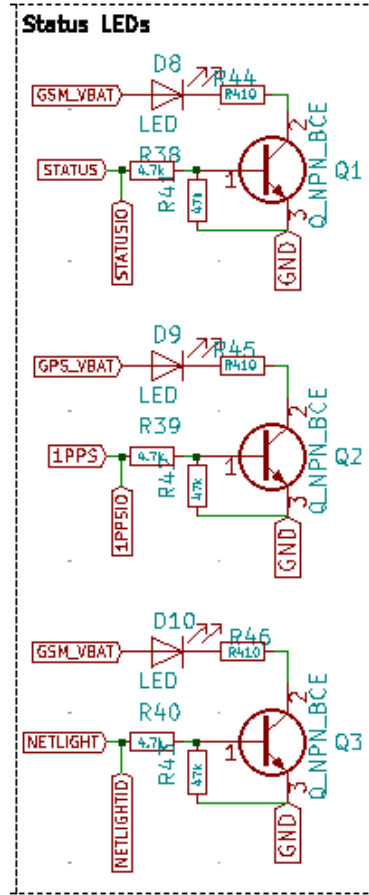 Status LEDs
D8
R44
GSM_VBAT
R410
LED
2
R38
STATUS
4.7k
1
Q1
Q_NPN_BCE
47k
3
STATUSIO
GND
D9
R45
GPS_VBAT
R410
LED
2
R39
1PPS
4.7k
1
Q2
Q_NPN_BCE
47k
3
1PPSIO
GND
D10
R46
GSM_VBAT
R410
LED
2
R40
NETLIGHT
4.7k
1
Q3
Q_NPN_BCE
47k
3
GND